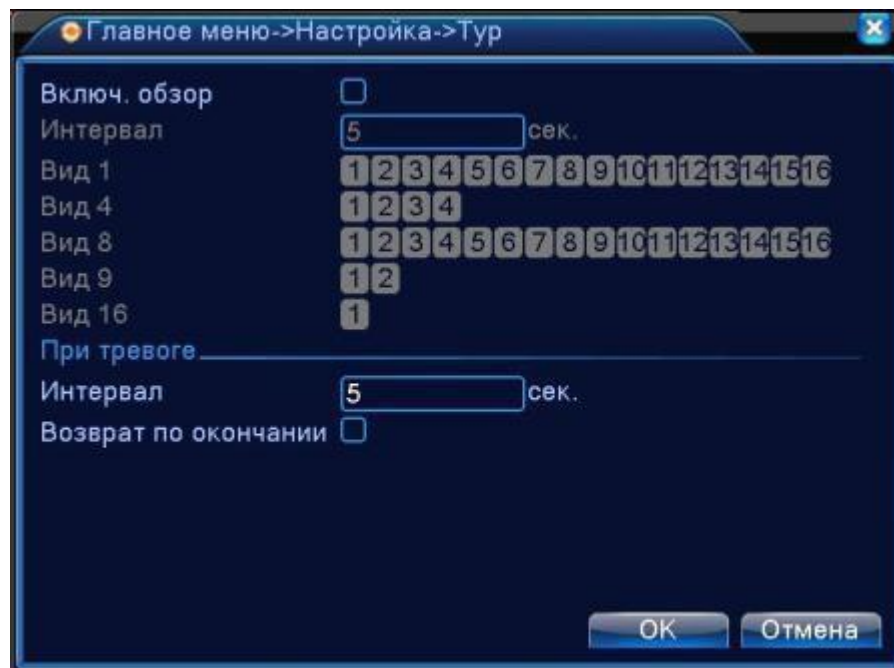 Главное меню->Настройка->Тур
Включ. обзор
Интервал 5 сек.
Вид 1 1 2 3 4 5 6 7 8 9 10 11 12 13 14 15 16
Вид 4 1 2 3 4
Вид 8 1 2 3 4 5 6 7 8 9 10 11 12 13 14 15 16
Вид 9 1 2
Вид 16 1
При тревоге
Интервал 5 сек.
Возврат по окончании
OK Отмена